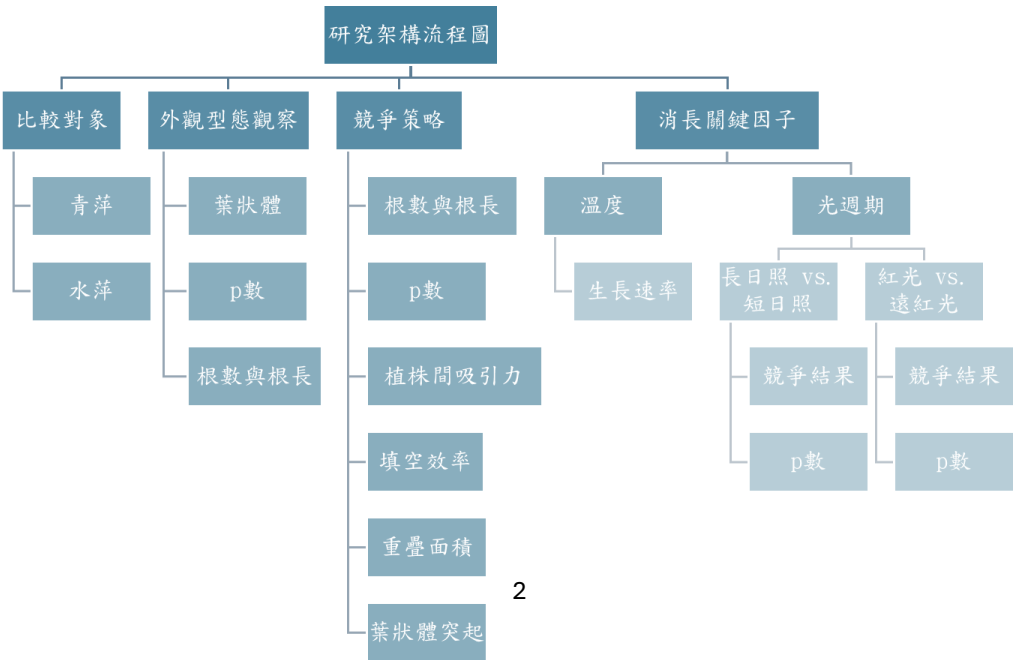 研究架構流程圖
比較對象
青萍
水萍
外觀型態觀察
葉狀體
p數
根數與根長
競爭策略
根數與根長
p數
植株間吸引力
填空效率
重疊面積
葉狀體突起
消長關鍵因子
溫度
生長速率
光週期
長日照 vs.
短日照
競爭結果
p數
紅光 vs.
遠紅光
競爭結果
p數
2